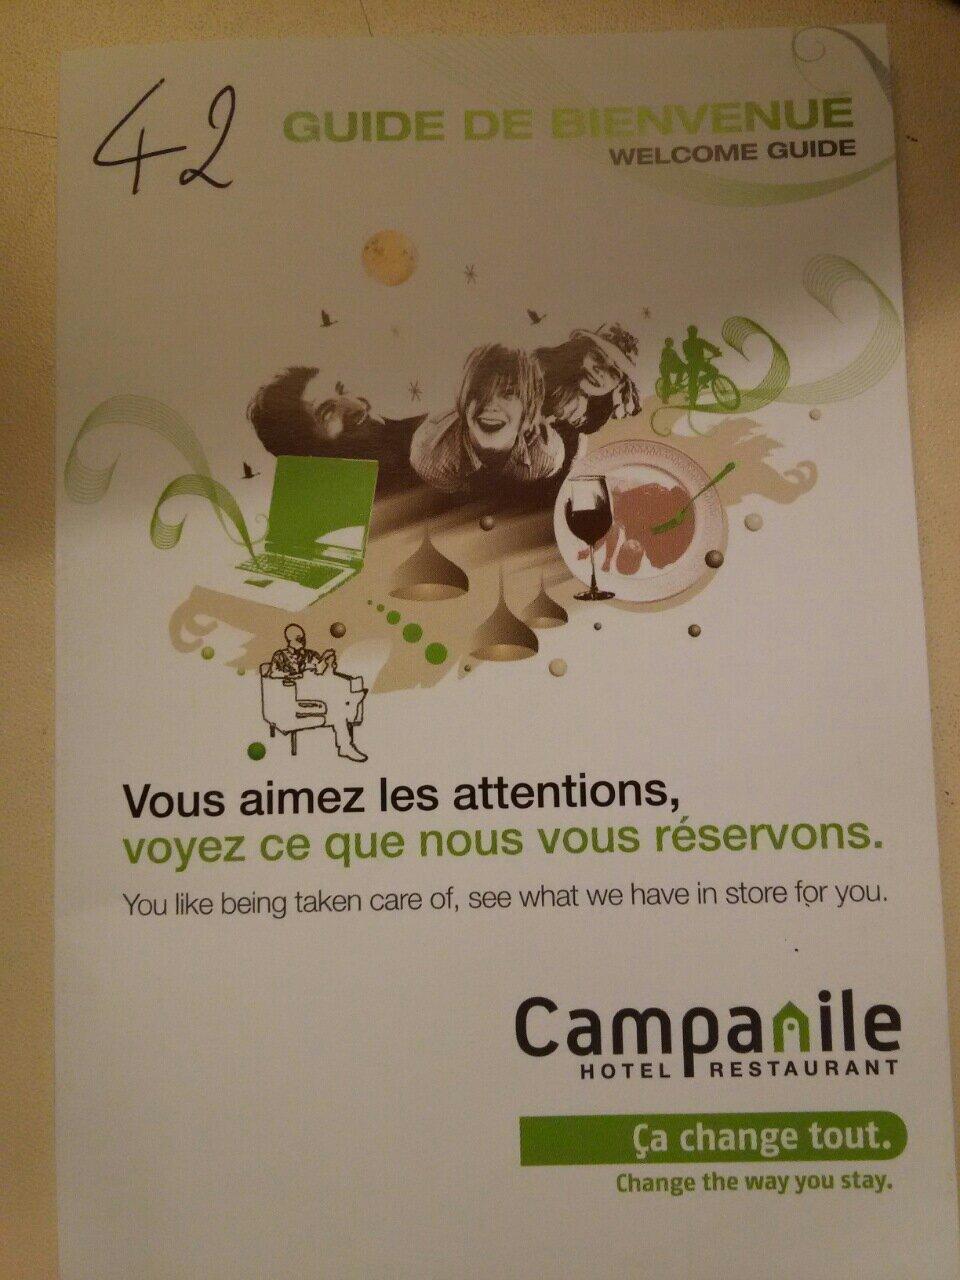 42
GUIDE DE BIENVENUE
WELCOME GUIDE
Vous aimez les attentions,
voyez ce que nous vous réservons.
You like being taken care of, see what we have in store for you.
Campanile
HOTEL RESTAURANT
Ça change tout.
Change the way you stay.